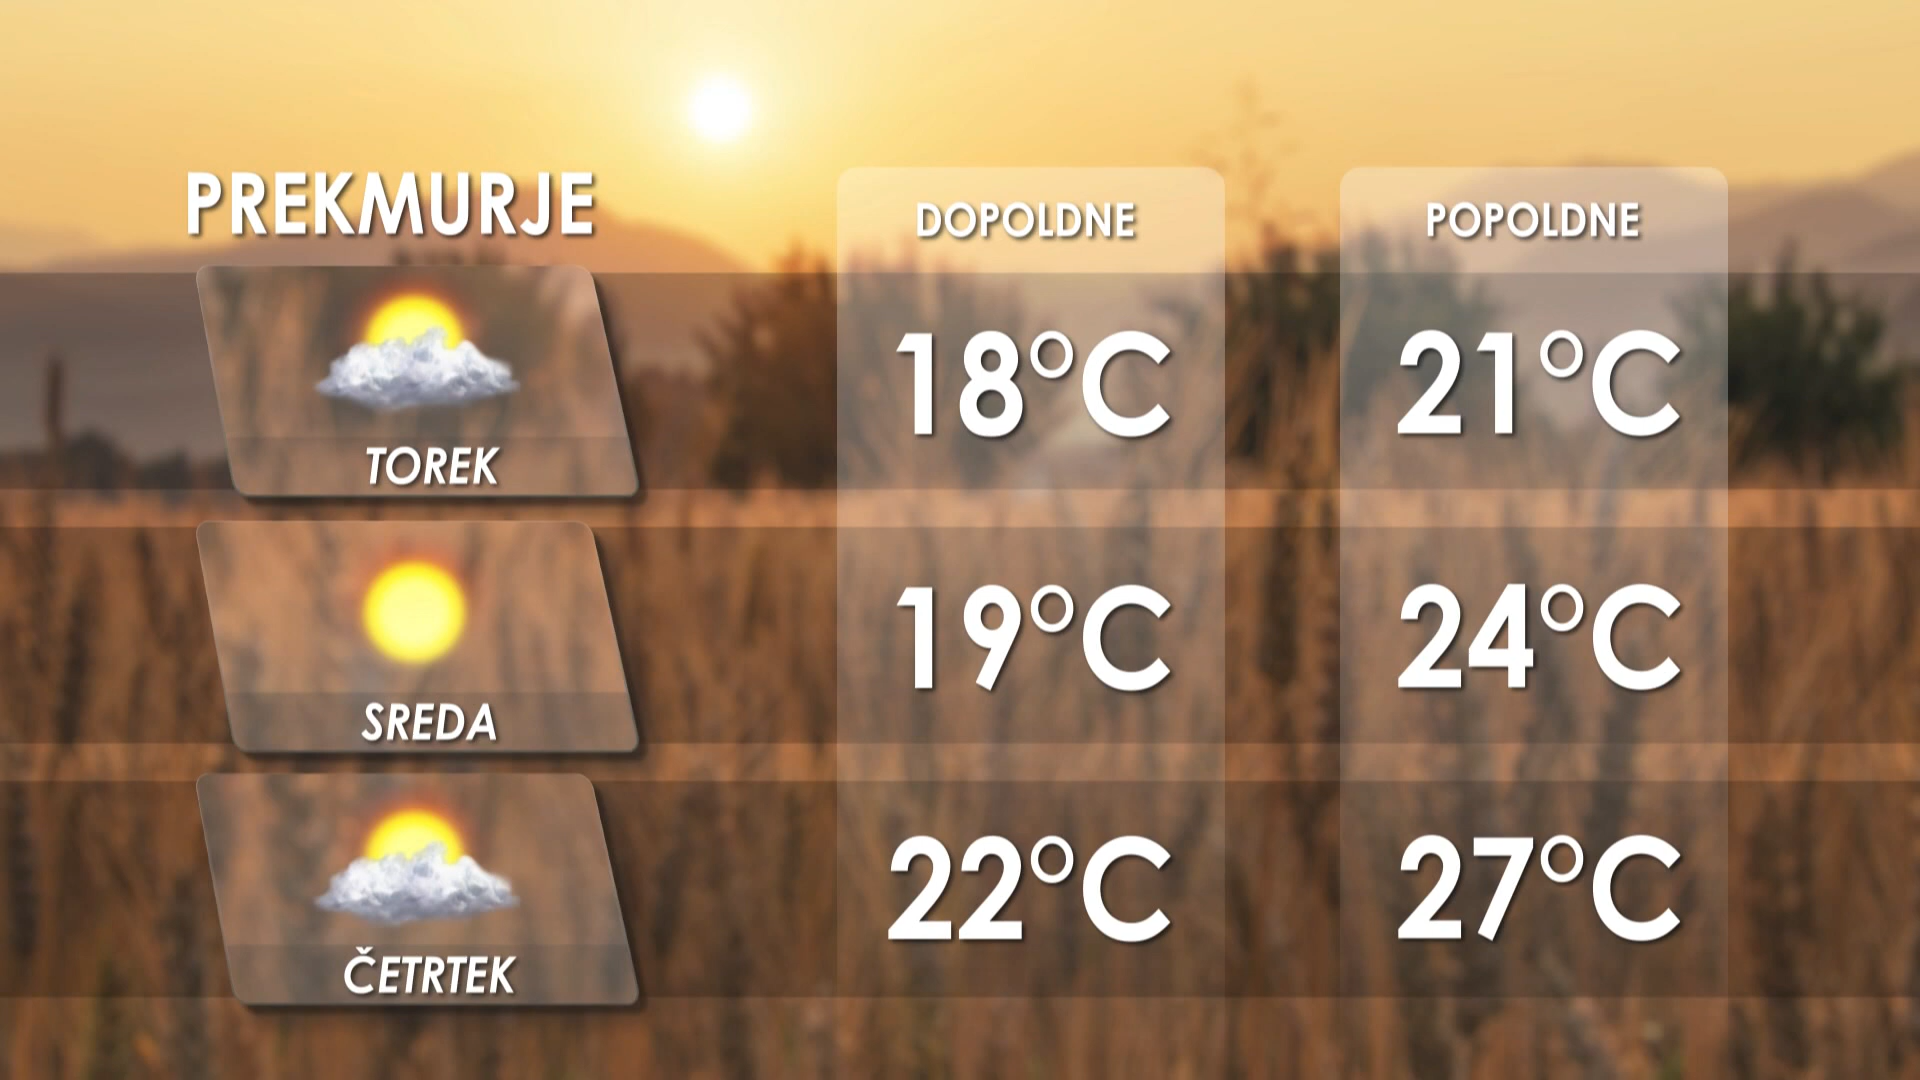 PREKMURJE
DOPOLDNE
POPOLDNE
18°C
21°C
TOREK
19°C
24°C
SREDA
22°C
27°C
ČETRTEK